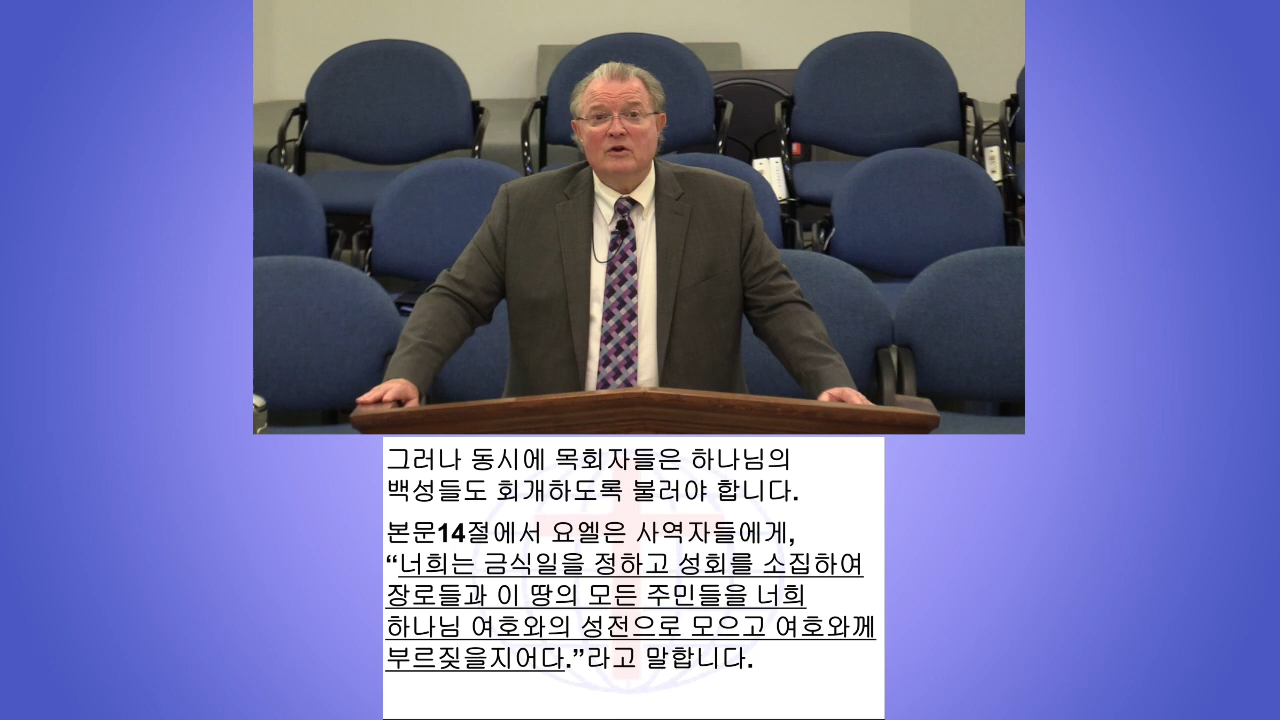 그러나 동시에 목회자들은 하나님의
백성들도 회개하도록 불러야 합니다.
본문14절에서 요엘은 사역자들에게,
“너희는 금식일을 정하고 성회를 소집하여
장로들과 이 땅의 모든 주민들을 너희
하나님 여호와의 성전으로 모으고 여호와께
부르짖을지어다.”라고 말합니다.